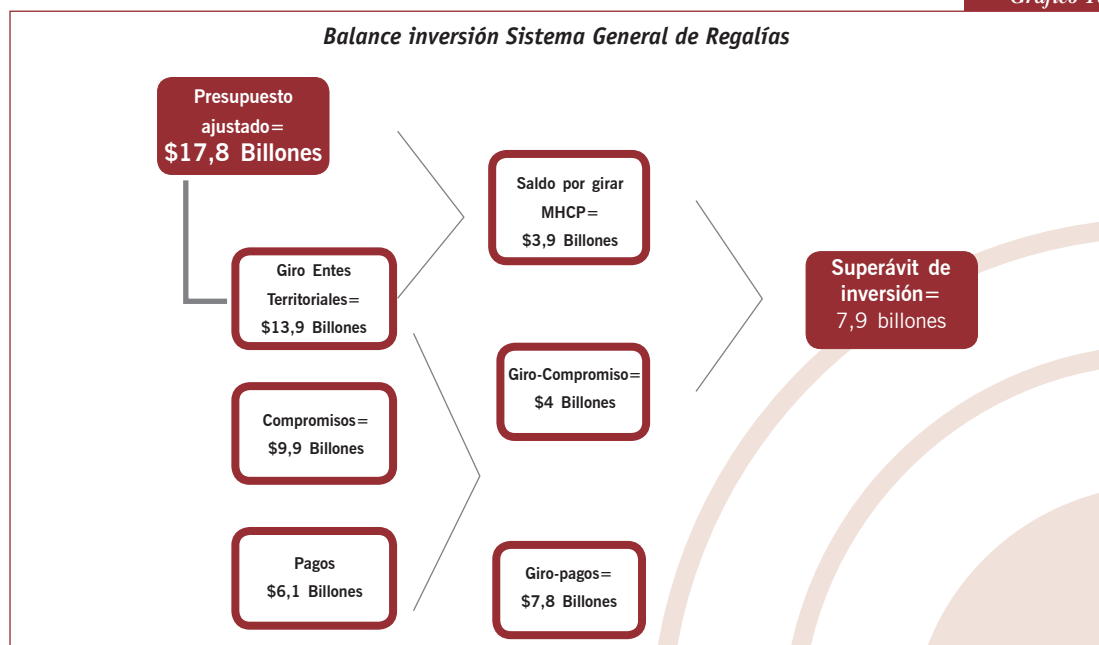 Gráfico
Balance inversión Sistema General de Regalías
Presupuesto
ajustado=
$17,8 Billones
Giro Entes
Territoriales=
$13,9 Billones
Compromisos=
$9,9 Billones
Pagos
$6,1 Billones
Saldo por girar
MHCP=
$3,9 Billones
Giro-Compromiso=
$4 Billones
Giro-pagos=
$7,8 Billones
Superávit de
inversión=
7,9 billones